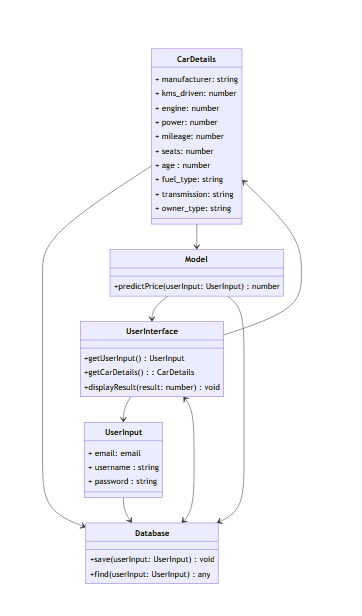 CarDetails
+ manufacturer: string
+ kms_driven: number
+ engine: number
+ power: number
+ mileage: number
+ seats: number
+ age : number
+ fuel_type: string
+ transmission: string
+ owner_type: string
Model
+predictPrice(userInput: UserInput) : number
UserInterface
+getUserInput() : UserInput
+getCarDetails() : : CarDetails
+displayResult(result: number) : void
UserInput
+ email: email
+ username : string
+ password : string
Database
+save(userInput: UserInput) : void
+find(userInput: UserInput) : any